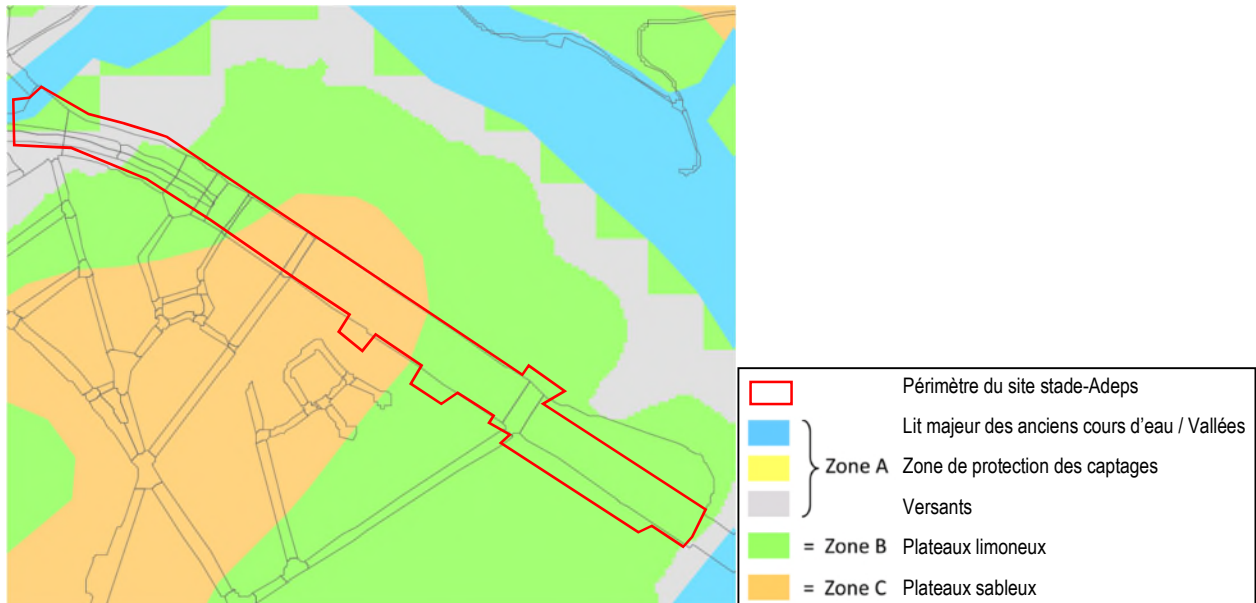 Périmètre du site stade-Adeps
Lit majeur des anciens cours d'eau / Vallées
Zone A Zone de protection des captages
Versants
= Zone B Plateaux limoneux
= Zone C Plateaux sableux